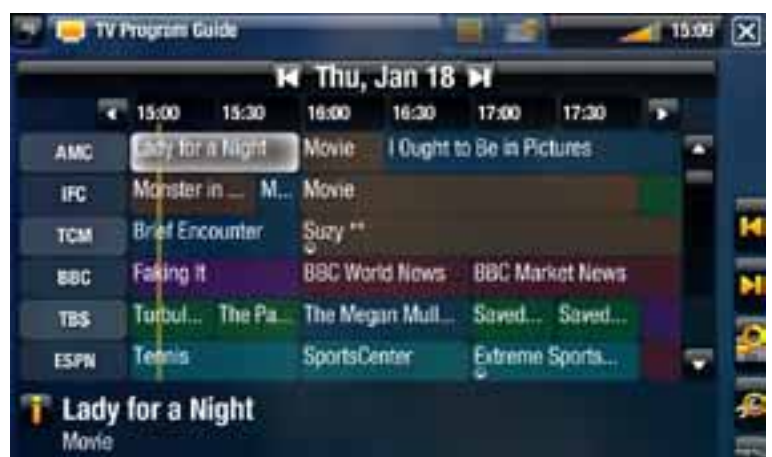 TV Program Guide 15:09
Thu, Jan 18
15:00 15:30 16:00 16:30 17:00 17:30
AMC Lady for a Night Movie I Ought to Be in Pictures
IFC Monster in ... M... Movie
TCM Brief Encounter Suzy **
BBC Faking It BBC World News BBC Market News
TBS Turbul... The Pa... The Megan Mull... Saved... Saved...
ESPN Tennis SportsCenter Extreme Sports...
i Lady for a Night
Movie